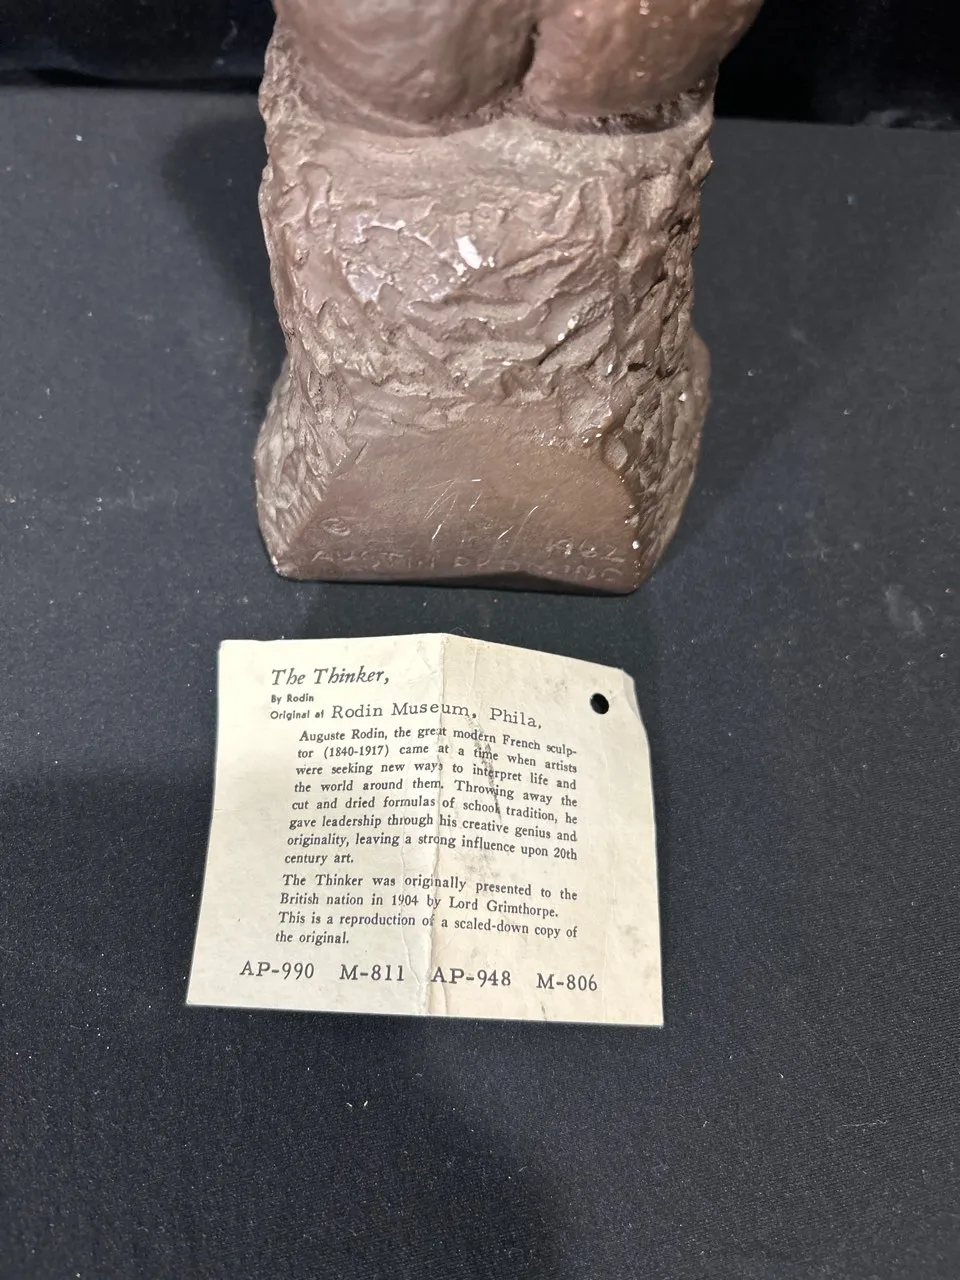 ©
AUSTIN PROD INC
The Thinker,
By Rodin
Original at Rodin Museum, Phila,
Auguste Rodin, the great modern French sculp-
tor (1840-1917) came at a time when artists
were seeking new ways to interpret life and
the world around them. Throwing away the
cut and dried formulas of school tradition, he
gave leadership through his creative genius and
originality, leaving a strong influence upon 20th
century art.
The Thinker was originally presented to the
British nation in 1904 by Lord Grimthorpe.
This is a reproduction of a scaled-down copy of
the original.
AP-990 M-811 AP-948 M-806